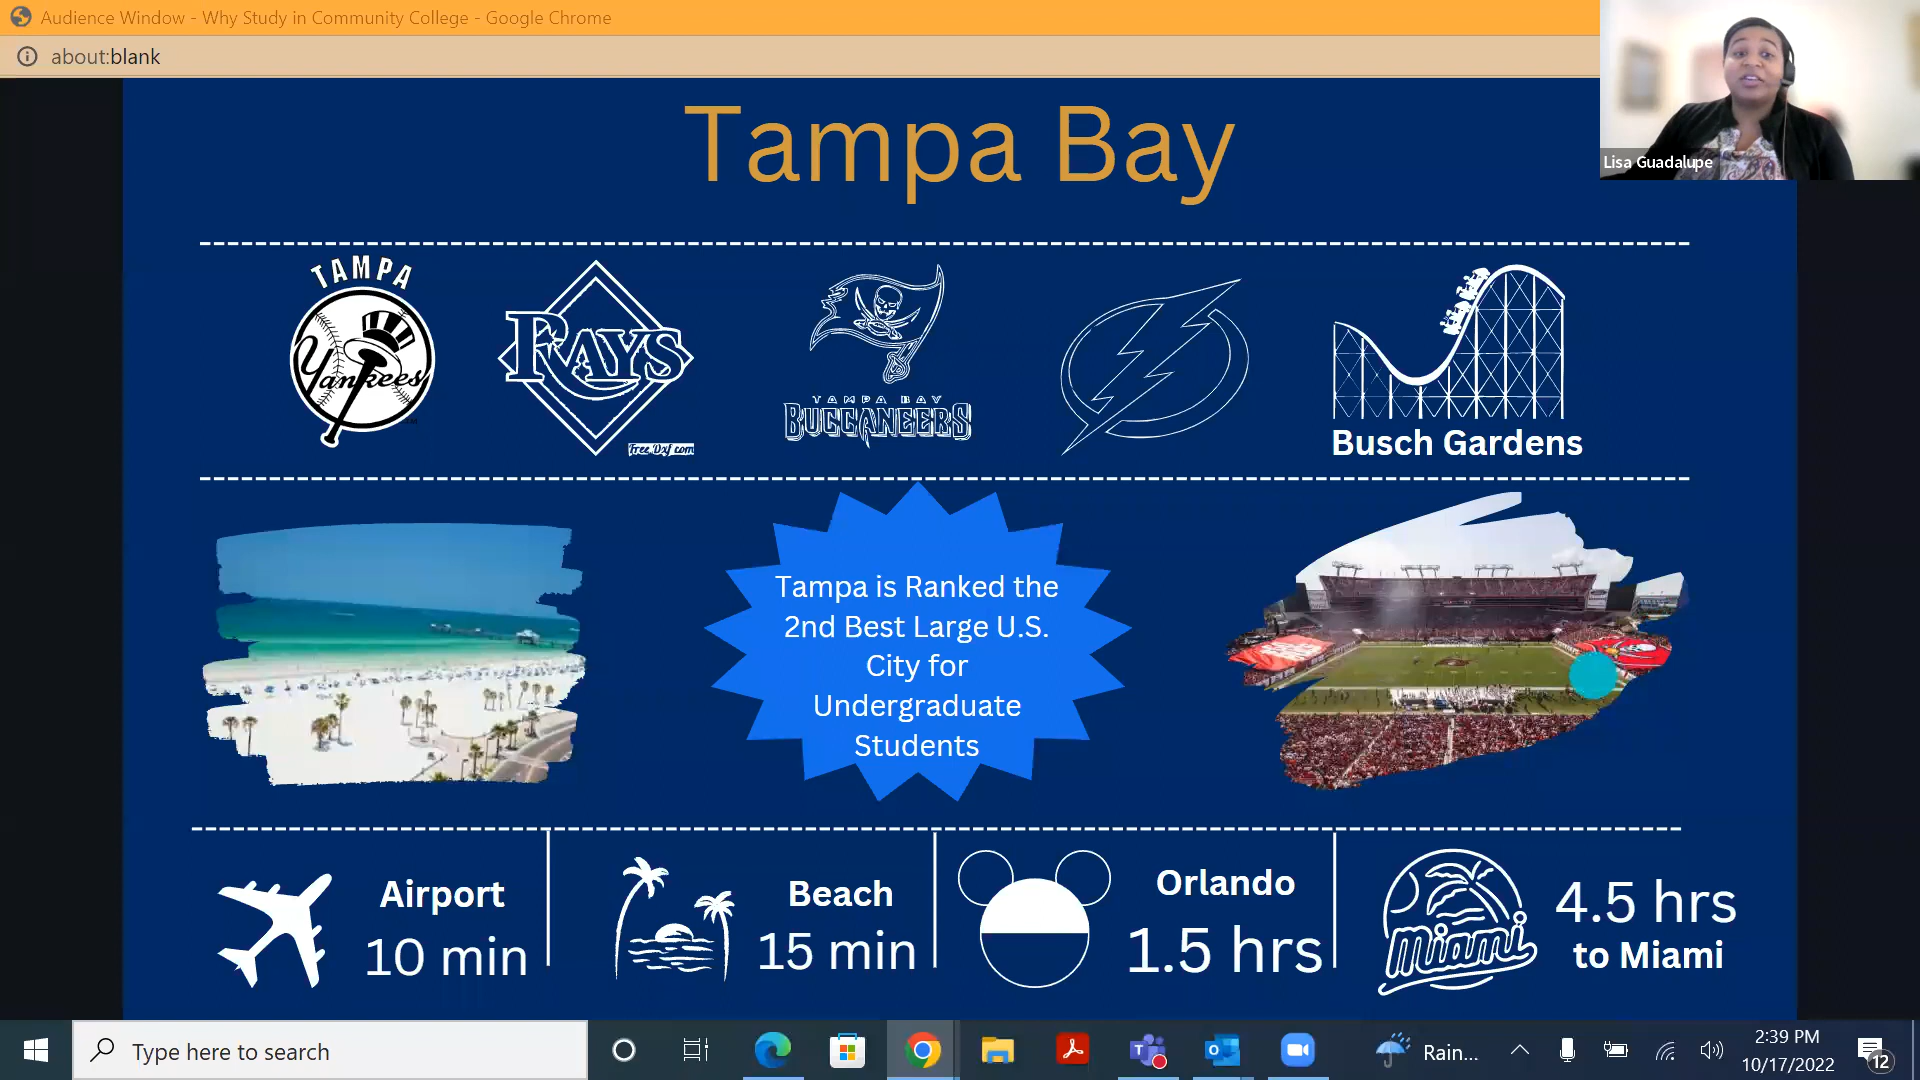 Audience Window - Why Study in Community College - Google Chrome
about:blank
Lisa Guadalupe
Tampa Bay
TAMPA
Yankees
RAYS
FreeDxf.com
TAMPA BAY
BUCCANEERS
Busch Gardens
Tampa is Ranked the
2nd Best Large U.S.
City for
Undergraduate
Students
Airport
10 min
Beach
15 min
Orlando
1.5 hrs
Miami
4.5 hrs
to Miami
Type here to search
Rain...
2:39 PM
10/17/2022
12